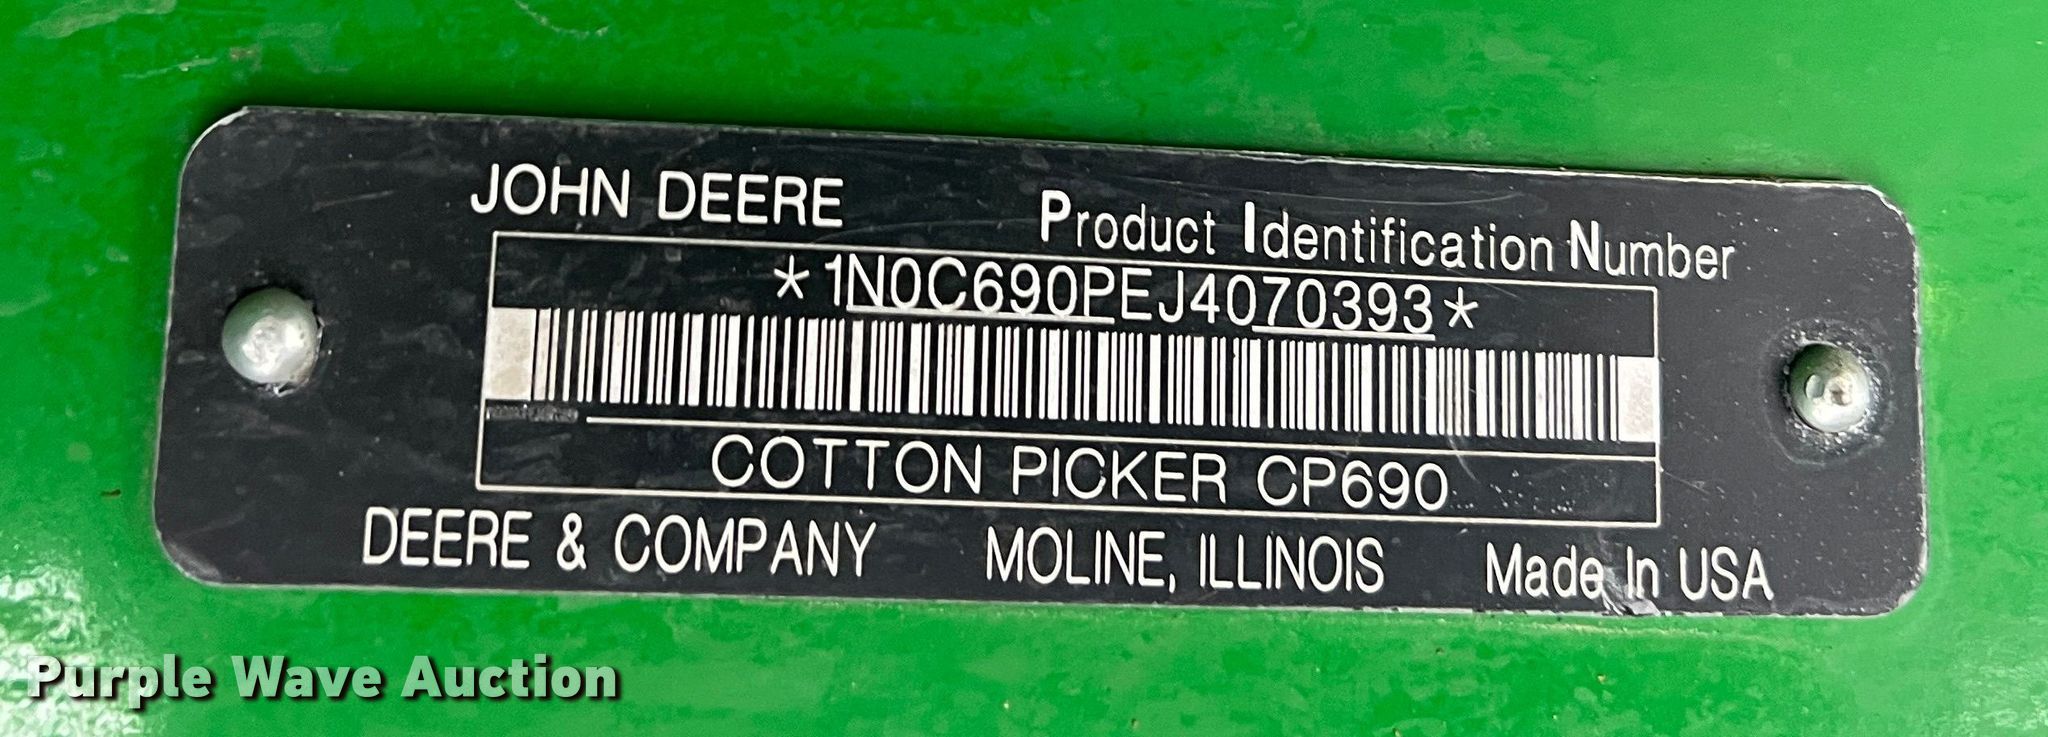 JOHN DEERE Product Identification Number
*1N0C690PEJ4070393*
COTTON PICKER CP690
DEERE & COMPANY MOLINE, ILLINOIS Made In USA
Purple Wave Auction